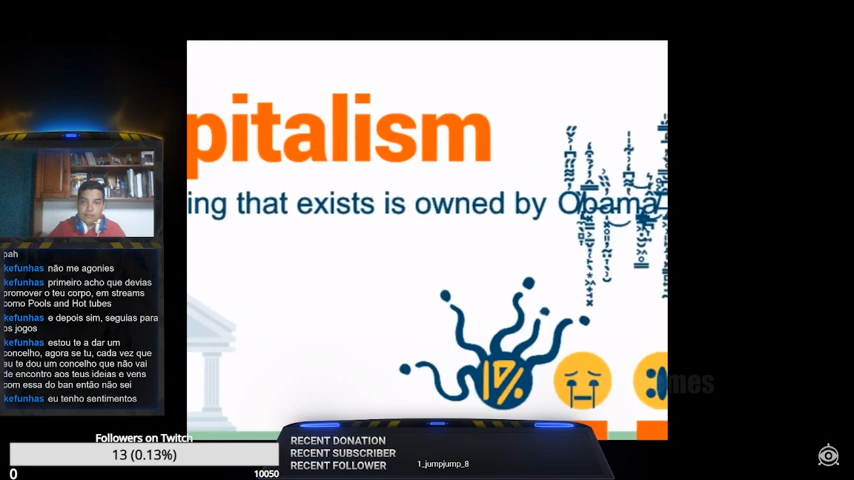 pitalism
ing that exists is owned by Obama
1%
pah
kefunhas não me agonies
kefunhas primeiro acho que devias
promover o teu corpo, em streams
como Pools and Hot tubes
kefunhas e depois sim, seguias para
os jogos
kefunhas estou te a dar um
concelho, agora se tu, cada vez que
eu te dou um concelho que não vai
de encontro aos teus ideias e vens
com essa do ban então não sei
kefunhas eu tenho sentimentos
mes
Followers on Twitch
13 (0.13%)
0 10050
RECENT DONATION
RECENT SUBSCRIBER
RECENT FOLLOWER 1_jumpjump_8